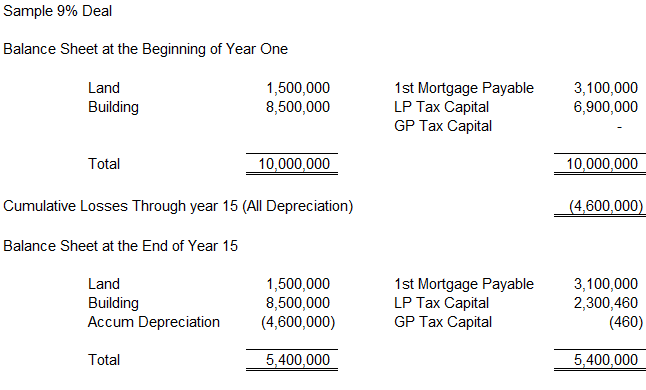 Sample 9% Deal
Balance Sheet at the Beginning of Year One
Land 1,500,000 1st Mortgage Payable 3,100,000
Building 8,500,000 LP Tax Capital 6,900,000
GP Tax Capital -
Total 10,000,000 10,000,000
Cumulative Losses Through year 15 (All Depreciation) (4,600,000)
Balance Sheet at the End of Year 15
Land 1,500,000 1st Mortgage Payable 3,100,000
Building 8,500,000 LP Tax Capital 2,300,460
Accum Depreciation (4,600,000) GP Tax Capital (460)
Total 5,400,000 5,400,000